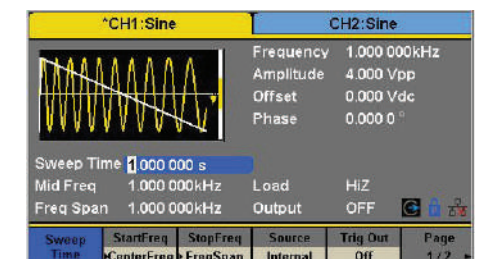 *CH1:Sine CH2:Sine
Frequency 1.000 000kHz
Amplitude 4.000 Vpp
Offset 0.000 Vdc
Phase 0.000 0 °
Sweep Time 1.000 000 s
Mid Freq 1.000 000kHz Load HiZ
Freq Span 1.000 000kHz Output OFF
Sweep StartFreq StopFreq Source Trig Out Page
Time CenterFreq FreqSpan Internal Off 1/2